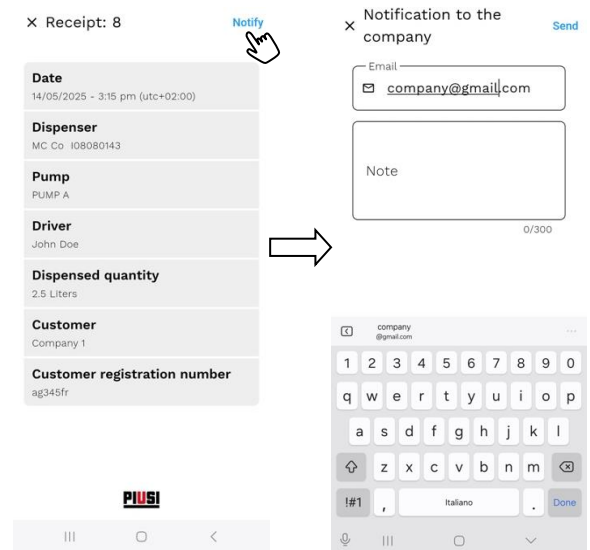 Receipt: 8
Notify
Date
14/05/2025 - 3:15 pm (utc+02:00)
Dispenser
MC Co I08080143
Pump
PUMP A
Driver
John Doe
Dispensed quantity
2.5 Liters
Customer
Company 1
Customer registration number
ag345fr
PIUSI
Notification to the
company
Send
Email
company@gmail.com
Note
0/300
company
@gmail.com
1 2 3 4 5 6 7 8 9 0
q w e r t y u i o p
a s d f g h j k l
z x c v b n m
!#1 , Italiano . Done